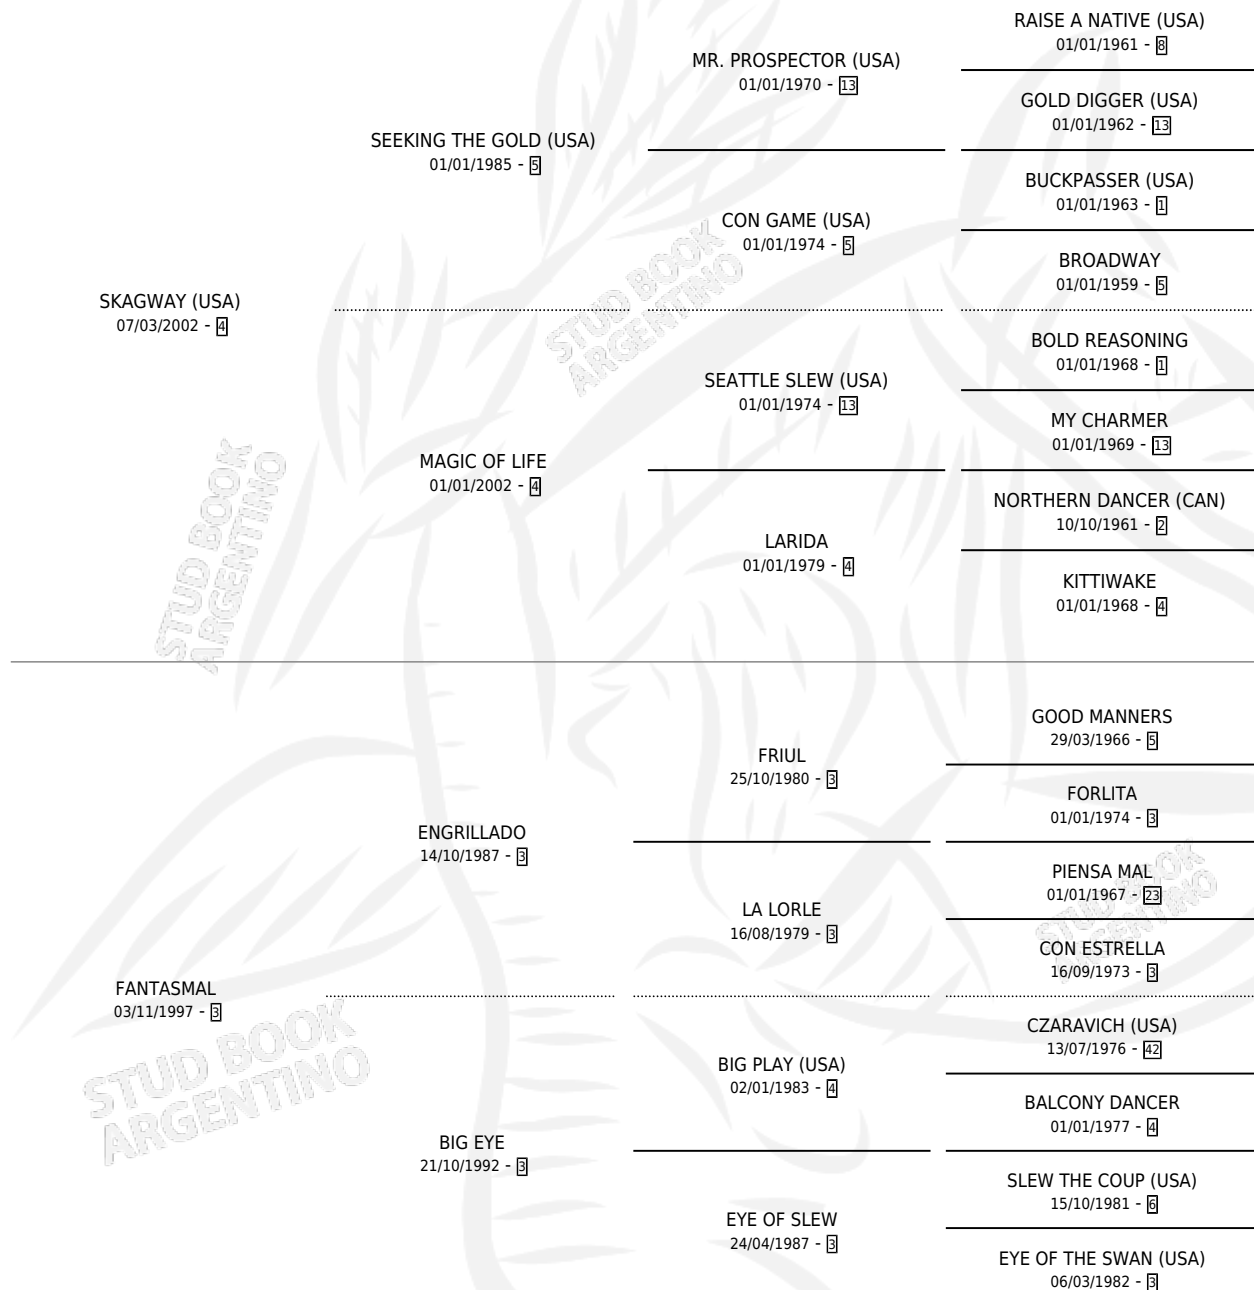 RAISE A NATIVE (USA)
01/01/1961 - 8
MR. PROSPECTOR (USA)
01/01/1970 - 13
GOLD DIGGER (USA)
01/01/1962 - 13
SEEKING THE GOLD (USA)
01/01/1985 - 5
BUCKPASSER (USA)
01/01/1963 - 1
CON GAME (USA)
01/01/1974 - 5
BROADWAY
01/01/1959 - 5
SKAGWAY (USA)
07/03/2002 - 4
BOLD REASONING
01/01/1968 - 1
SEATTLE SLEW (USA)
01/01/1974 - 13
MY CHARMER
01/01/1969 - 13
MAGIC OF LIFE
01/01/2002 - 4
NORTHERN DANCER (CAN)
10/10/1961 - 2
LARIDA
01/01/1979 - 4
KITTIWAKE
01/01/1968 - 4
GOOD MANNERS
29/03/1966 - 5
FRIUL
25/10/1980 - 3
FORLITA
01/01/1974 - 3
ENGRILLADO
14/10/1987 - 3
PIENSA MAL
01/01/1967 - 23
LA LORLE
16/08/1979 - 3
CON ESTRELLA
16/09/1973 - 3
FANTASMAL
03/11/1997 - 3
CZARAVICH (USA)
13/07/1976 - 42
BIG PLAY (USA)
02/01/1983 - 4
BALCONY DANCER
01/01/1977 - 4
BIG EYE
21/10/1992 - 3
SLEW THE COUP (USA)
15/10/1981 - 6
EYE OF SLEW
24/04/1987 - 3
EYE OF THE SWAN (USA)
06/03/1982 - 3
STUD BOOK
ARGENTINO
STUD BOOK
ARGENTINO
STUD BOOK
ARGENTINO
STUD BOOK
ARGENTINO